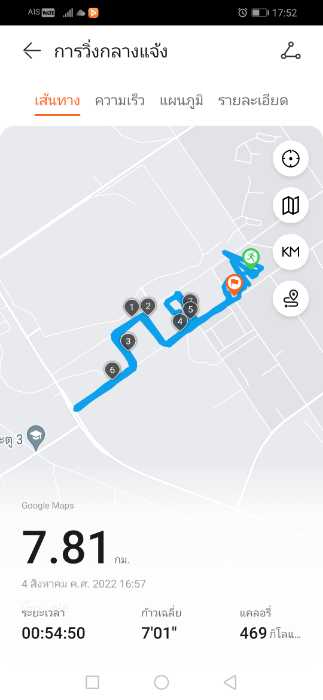 AIS 17:52
การวิ่งกลางแจ้ง
เส้นทาง ความเร็ว แผนภูมิ รายละเอียด
KM
1 2 7
5
3 4
6
ะตู 3
Google Maps
7.81 กม.
4 สิงหาคม ค.ศ. 2022 16:57
ระยะเวลา ก้าวเฉลี่ย แคลอรี่
00:54:50 7'01" 469 กิโลแ...